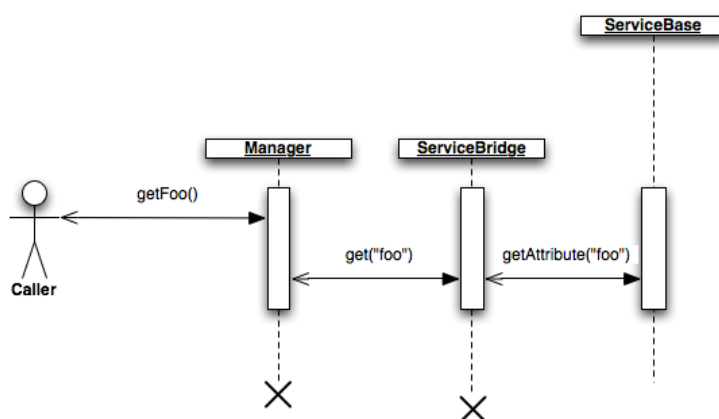 ServiceBase
Manager
ServiceBridge
getFoo()
get("foo")
getAttribute("foo")
Caller